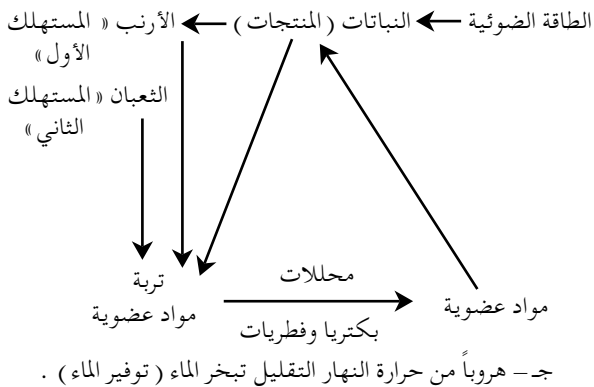 الطاقة الضوئية النباتات ( المنتجات ) الأرنب « المستهلك
الأول »
الثعبان « المستهلك
الثاني »
تربة
مواد عضوية
محللات
بكتريا وفطريات
مواد عضوية
جـ – هروباً من حرارة النهار التقليل تبخر الماء ( توفير الماء ) .